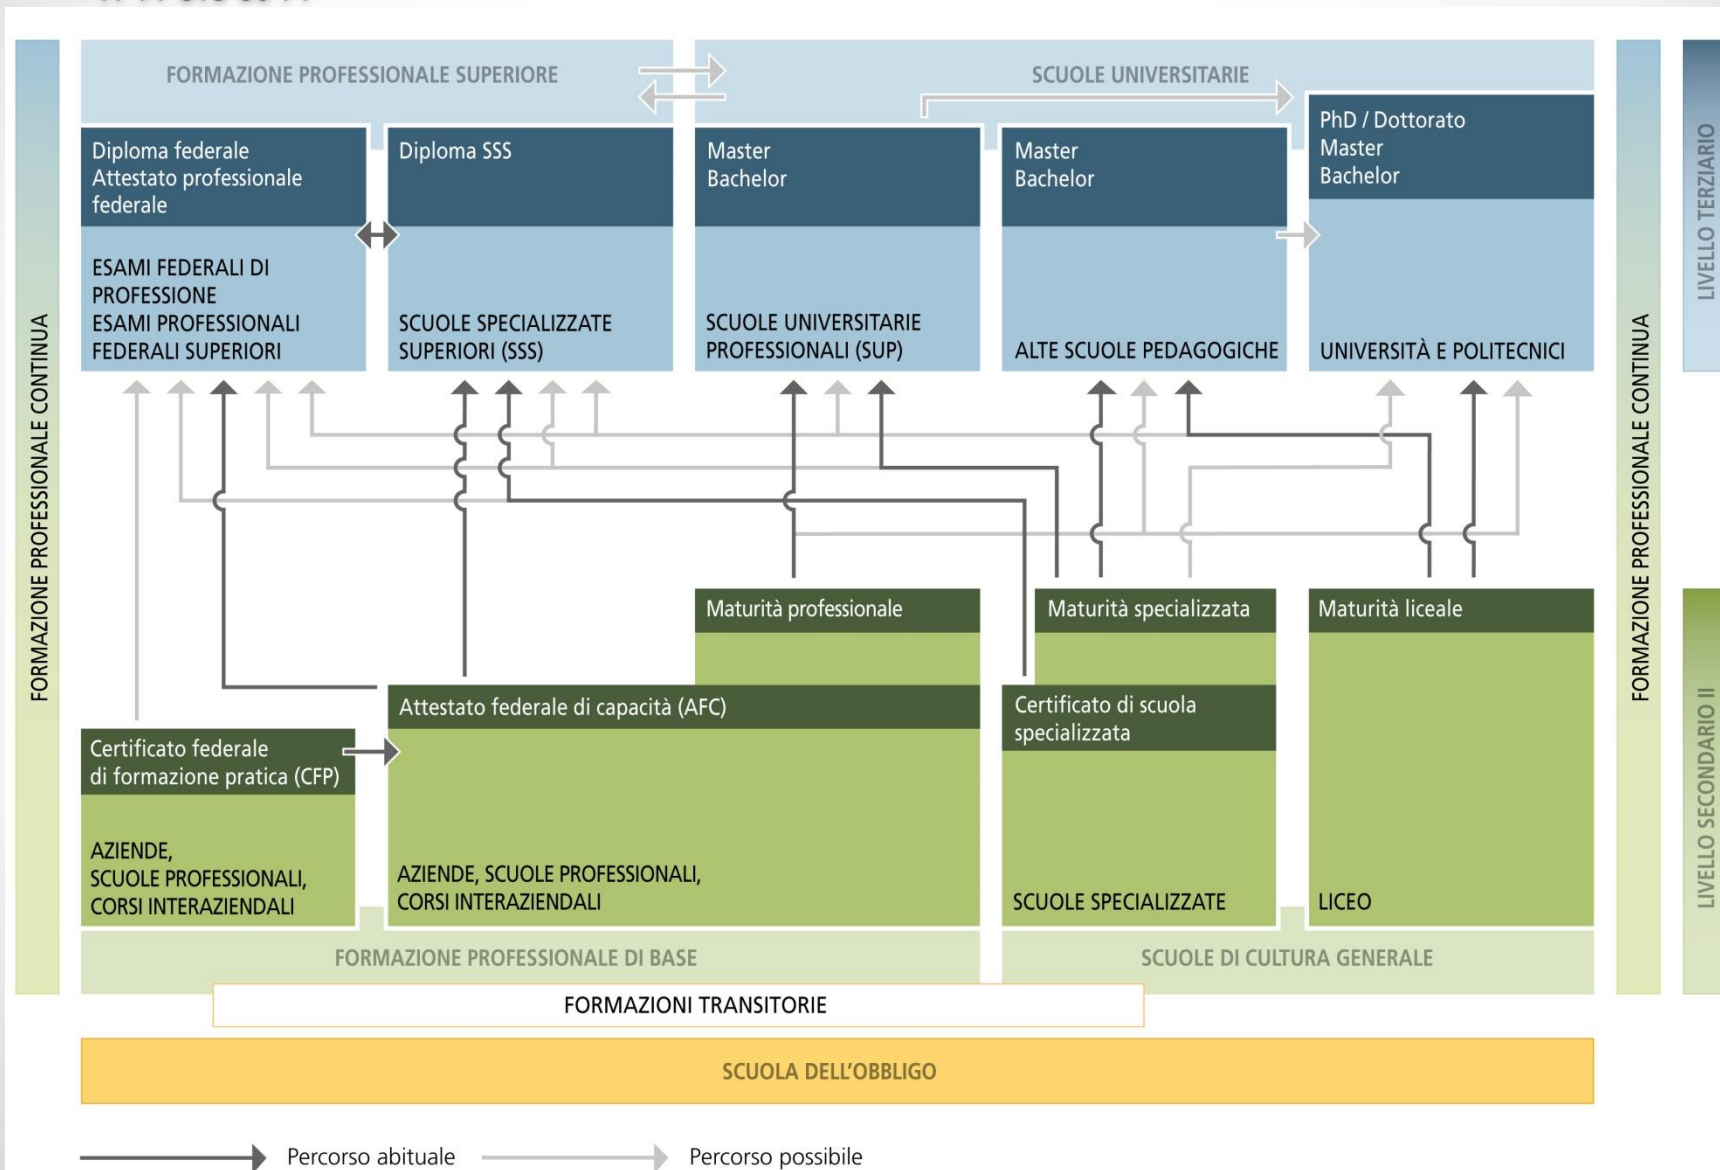 FORMAZIONE PROFESSIONALE SUPERIORE
SCUOLE UNIVERSITARIE
Diploma federale
Attestato professionale
federale
Diploma SSS
Master
Bachelor
Master
Bachelor
PhD / Dottorato
Master
Bachelor
ESAMI FEDERALI DI
PROFESSIONE
ESAMI PROFESSIONALI
FEDERALI SUPERIORI
SCUOLE SPECIALIZZATE
SUPERIORI (SSS)
SCUOLE UNIVERSITARIE
PROFESSIONALI (SUP)
ALTE SCUOLE PEDAGOGICHE
UNIVERSITÀ E POLITECNICI
FORMAZIONE PROFESSIONALE CONTINUA
FORMAZIONE PROFESSIONALE CONTINUA
LIVELLO TERZIARIO
LIVELLO SECONDARIO II
Maturità professionale
Maturità specializzata
Maturità liceale
Attestato federale di capacità (AFC)
Certificato di scuola
specializzata
Certificato federale
di formazione pratica (CFP)
AZIENDE,
SCUOLE PROFESSIONALI,
CORSI INTERAZIENDALI
AZIENDE, SCUOLE PROFESSIONALI,
CORSI INTERAZIENDALI
SCUOLE SPECIALIZZATE
LICEO
FORMAZIONE PROFESSIONALE DI BASE
SCUOLE DI CULTURA GENERALE
FORMAZIONI TRANSITORIE
SCUOLA DELL'OBBLIGO
Percorso abituale
Percorso possibile